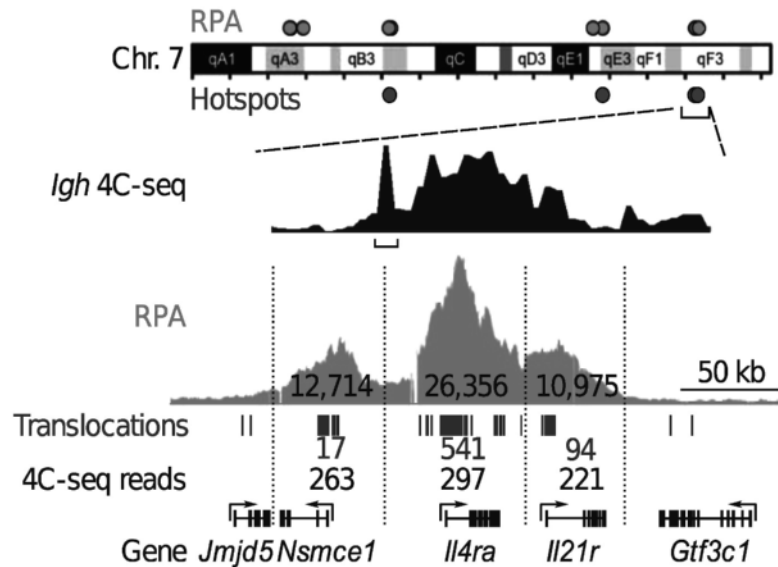 RPA
Chr. 7 qA1 qA3 qB3 qC qD3 qE1 qE3 qF1 qF3
Hotspots
Igh 4C-seq
RPA
12,714 26,356 10,975 50 kb
Translocations
17 541 94
4C-seq reads 263 297 221
Gene Jmjd5 Nsmce1 Il4ra Il21r Gtf3c1